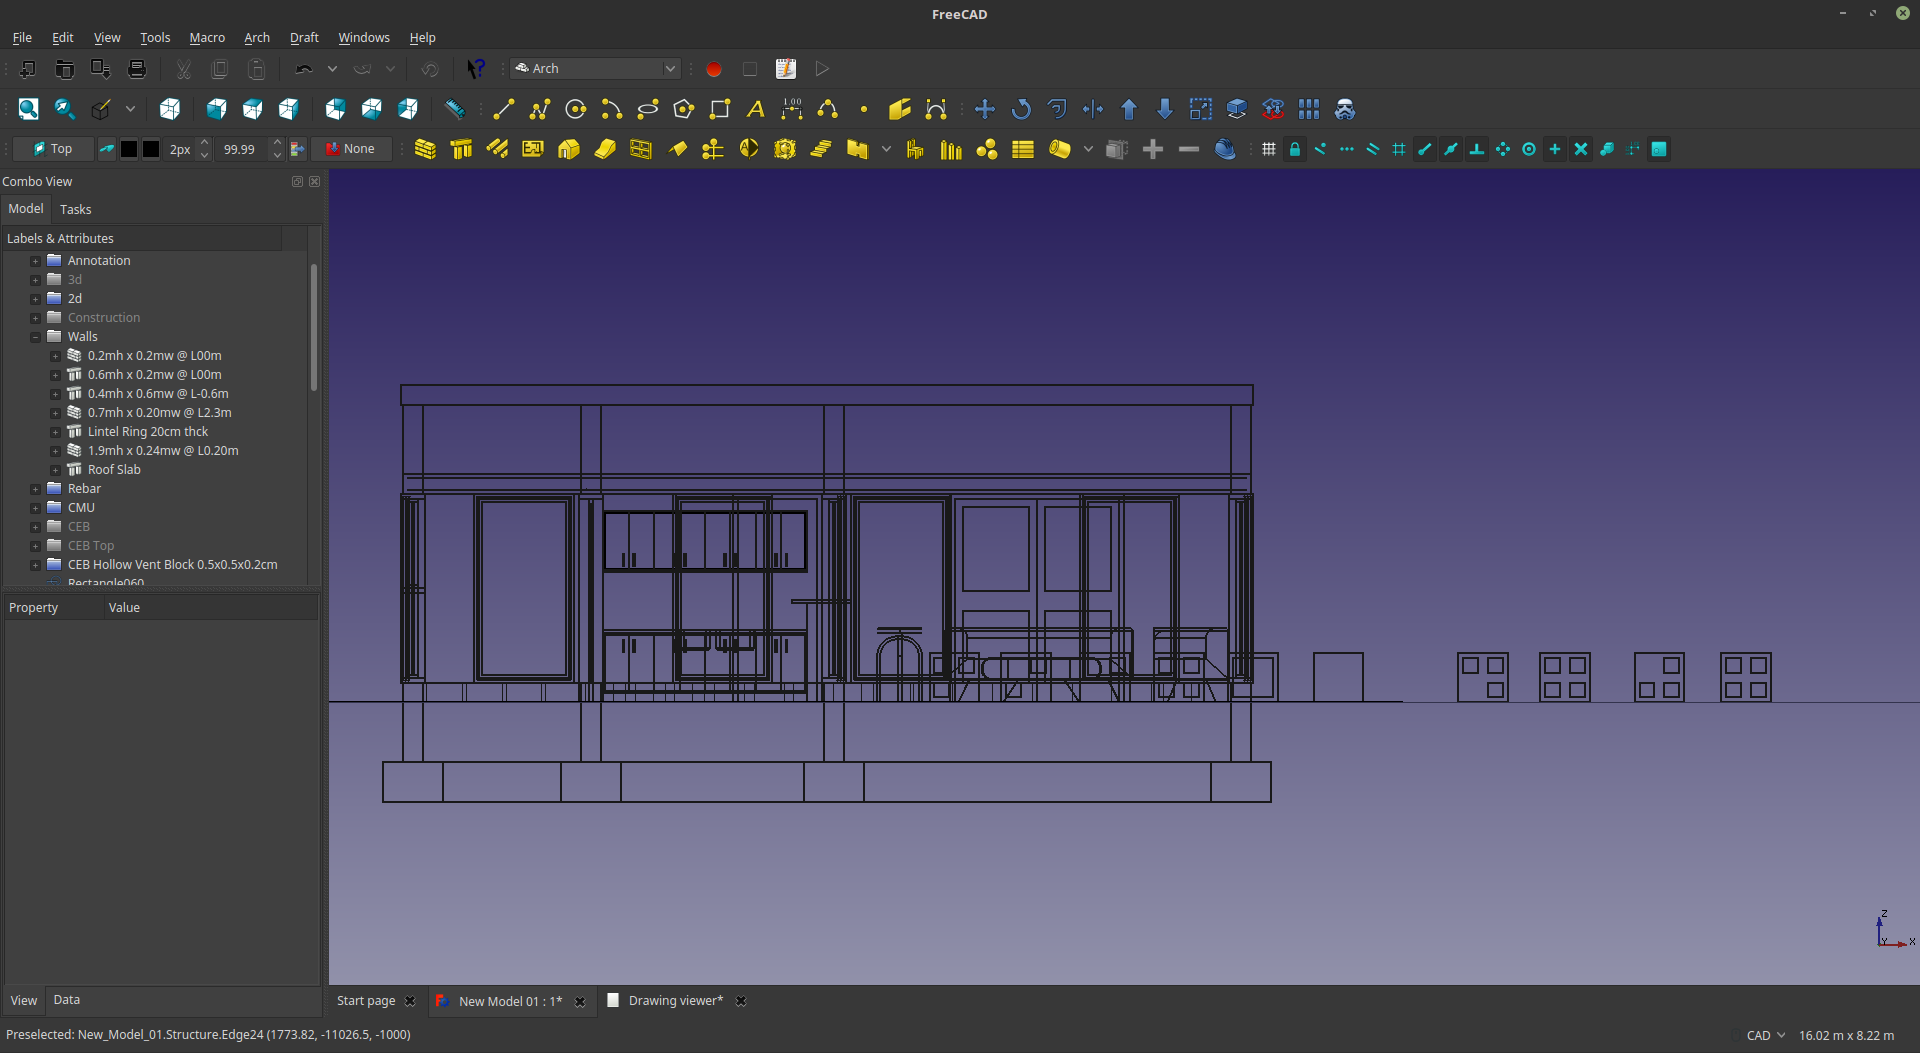 FreeCAD
File Edit View Tools Macro Arch Draft Windows Help
Arch
A 1.00
Top 2px 99.99 None
Combo View
Model Tasks
Labels & Attributes
Annotation
3d
2d
Construction
Walls
0.2mh x 0.2mw @ L00m
0.6mh x 0.2mw @ L00m
0.4mh x 0.6mw @ L-0.6m
0.7mh x 0.20mw @ L2.3m
Lintel Ring 20cm thck
1.9mh x 0.24mw @ L0.20m
Roof Slab
Rebar
CMU
CEB
CEB Top
CEB Hollow Vent Block 0.5x0.5x0.2cm
Rectangle060
Property Value
Z
Y X
View Data
Start page New Model 01 : 1* Drawing viewer*
Preselected: New_Model_01.Structure.Edge24 (1773.82, -11026.5, -1000)
CAD 16.02 m x 8.22 m